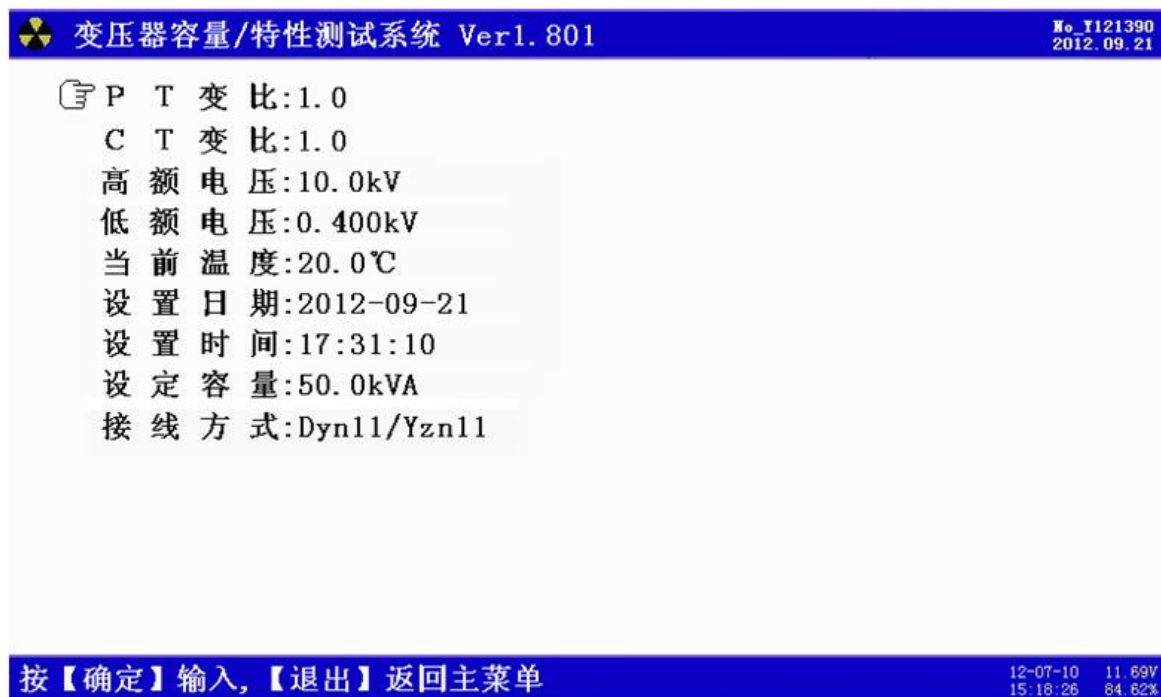 变压器容量/特性测试系统 Ver1.801
No_Y121390
2012.09.21
P T 变 比:1.0
C T 变 比:1.0
高 额 电 压:10.0kV
低 额 电 压:0.400kV
当 前 温 度:20.0℃
设 置 日 期:2012-09-21
设 置 时 间:17:31:10
设 定 容 量:50.0kVA
接 线 方 式:Dyn11/Yzn11
按【确定】输入,【退出】返回主菜单
12-07-10 11.69V
15:18:26 84.62%